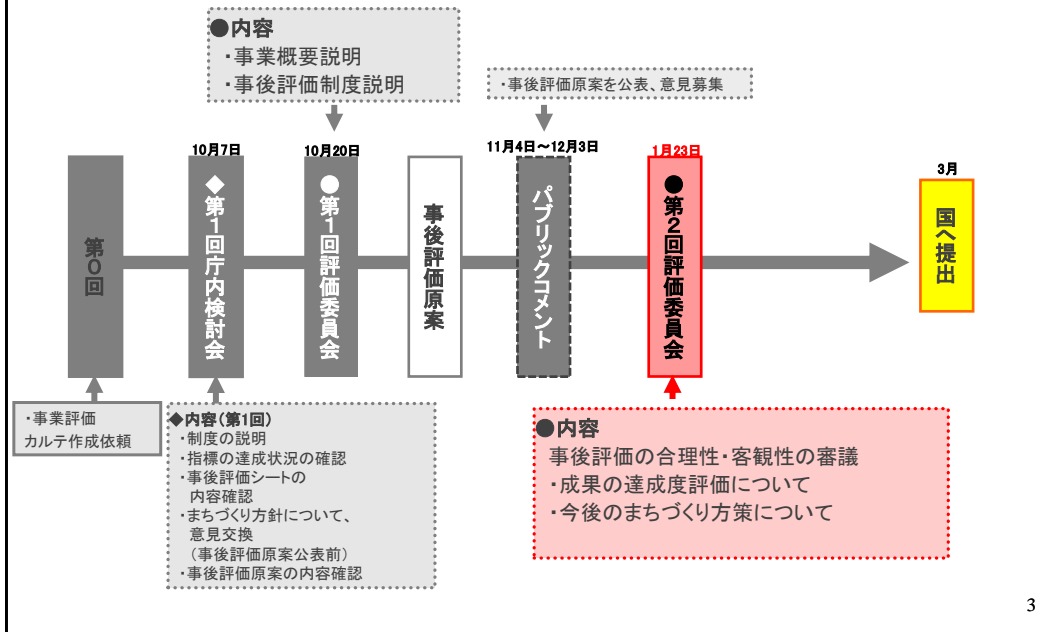 ●内容
・事業概要説明
・事後評価制度説明
・事後評価原案を公表、意見募集
第0回
10月7日
◆第1回庁内検討会
10月20日
●第1回評価委員会
事後評価原案
11月4日～12月3日
パブリックコメント
1月23日
●第2回評価委員会
3月
国へ提出
・事業評価
カルテ作成依頼
◆内容(第1回)
・制度の説明
・指標の達成状況の確認
・事後評価シートの
内容確認
・まちづくり方針について、
意見交換
（事後評価原案公表前）
・事後評価原案の内容確認
●内容
事後評価の合理性・客観性の審議
・成果の達成度評価について
・今後のまちづくり方策について
3